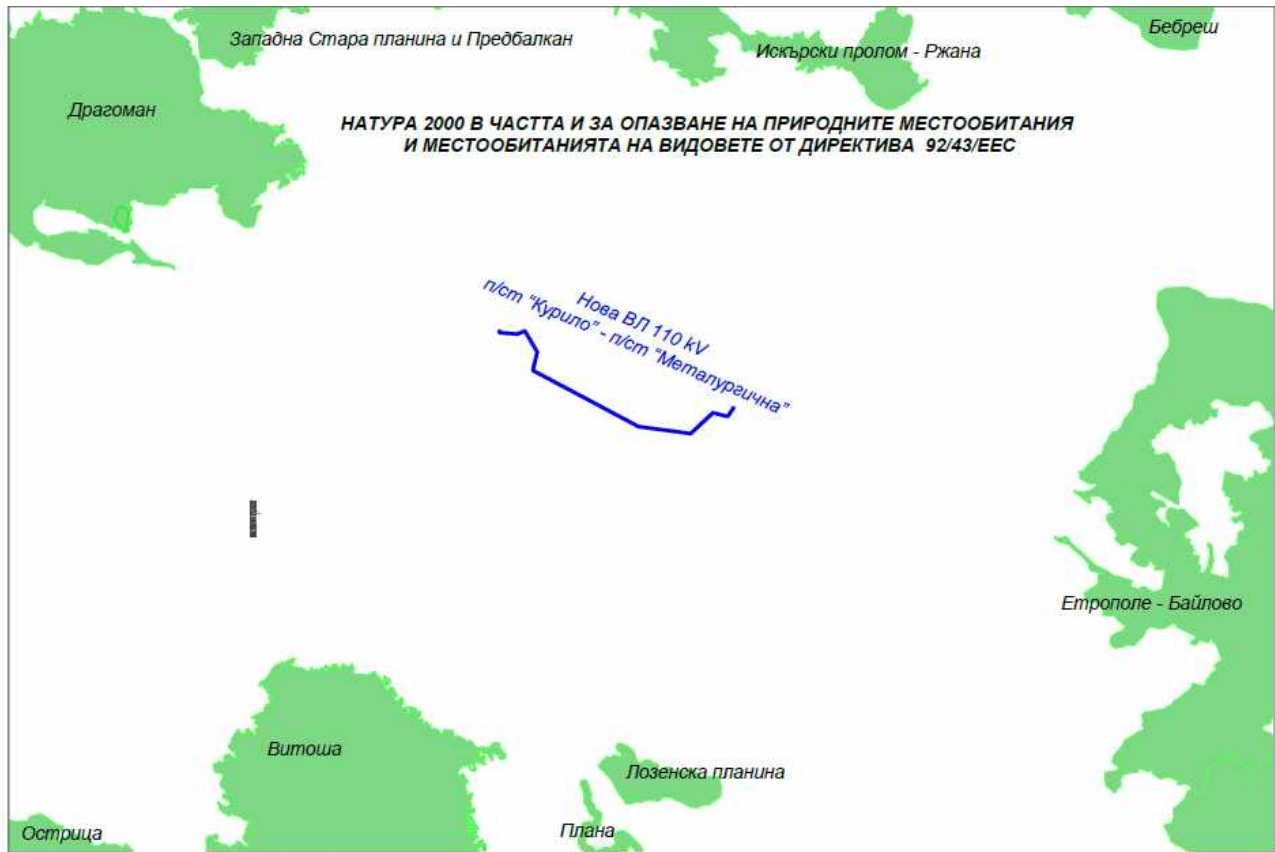 Западна Стара планина и Предбалкан
Искърски пролом - Ржана
Бебреш
Драгоман
НАТУРА 2000 В ЧАСТТА И ЗА ОПАЗВАНЕ НА ПРИРОДНИТЕ МЕСТООБИТАНИЯ
И МЕСТООБИТАНИЯТА НА ВИДОВЕТЕ ОТ ДИРЕКТИВА 92/43/ЕЕС
Нова ВЛ 110 kV
п/ст "Курило" - п/ст "Металургична"
Етрополе - Байлово
Витоша
Лозенска планина
Острица
Плана